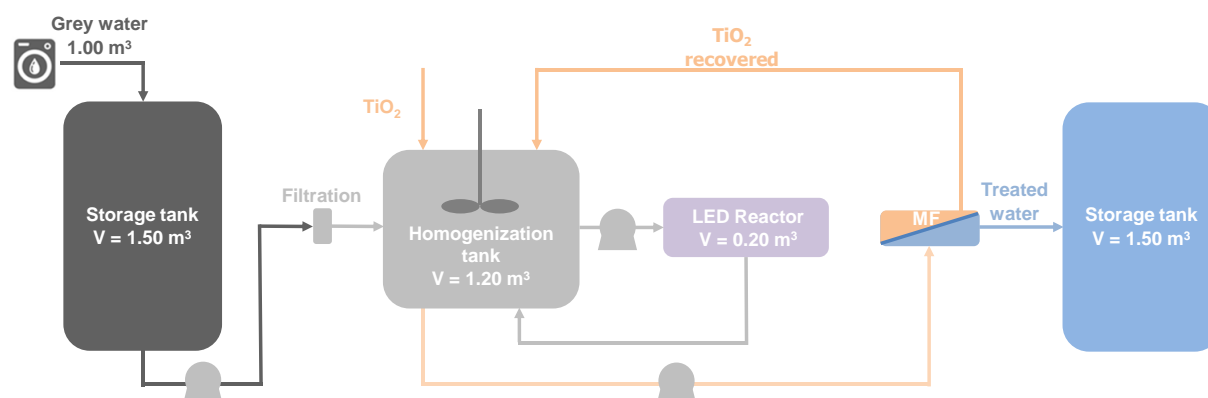 Grey water
1.00 m³
TiO₂
recovered
TiO₂
Filtration
Storage tank
V = 1.50 m³
Homogenization
tank
V = 1.20 m³
LED Reactor
V = 0.20 m³
MF
Treated
water
Storage tank
V = 1.50 m³